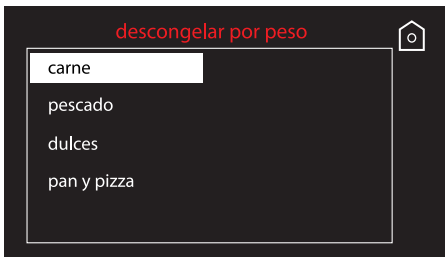 descongelar por peso
carne
pescado
dulces
pan y pizza